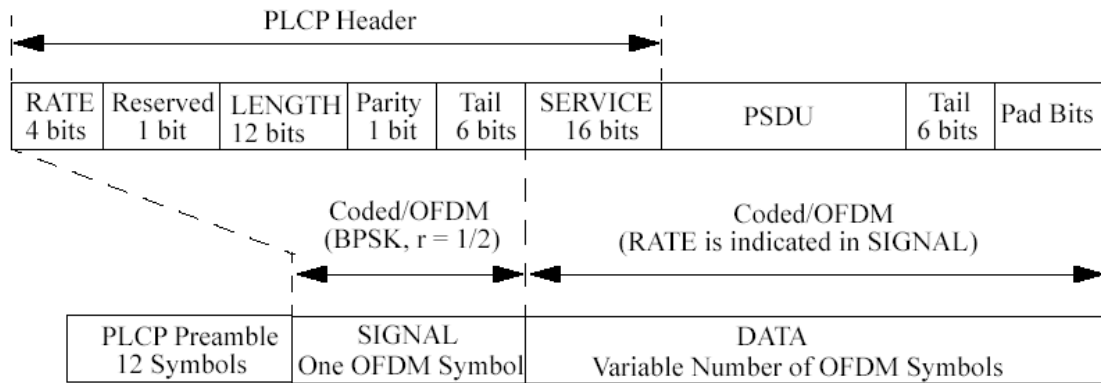 PLCP Header
RATE Reserved LENGTH Parity Tail SERVICE PSDU Tail Pad Bits
4 bits 1 bit 12 bits 1 bit 6 bits 16 bits 6 bits
Coded/OFDM Coded/OFDM
(BPSK, r = 1/2) (RATE is indicated in SIGNAL)
PLCP Preamble SIGNAL DATA
12 Symbols One OFDM Symbol Variable Number of OFDM Symbols